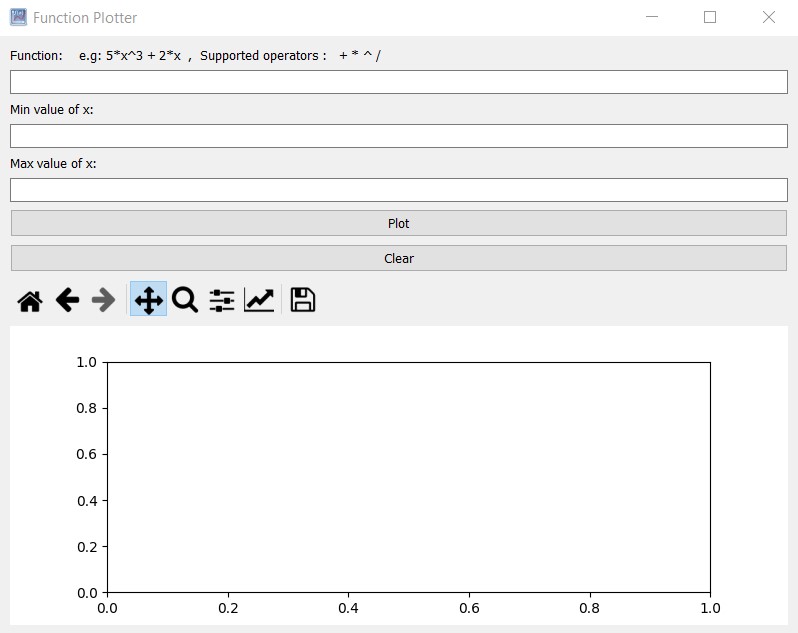 Function Plotter
Function:    e.g: 5*x^3 + 2*x  ,  Supported operators :   + * ^ /
Min value of x:
Max value of x:
Plot
Clear
1.0
0.8
0.6
0.4
0.2
0.0
0.0 0.2 0.4 0.6 0.8 1.0